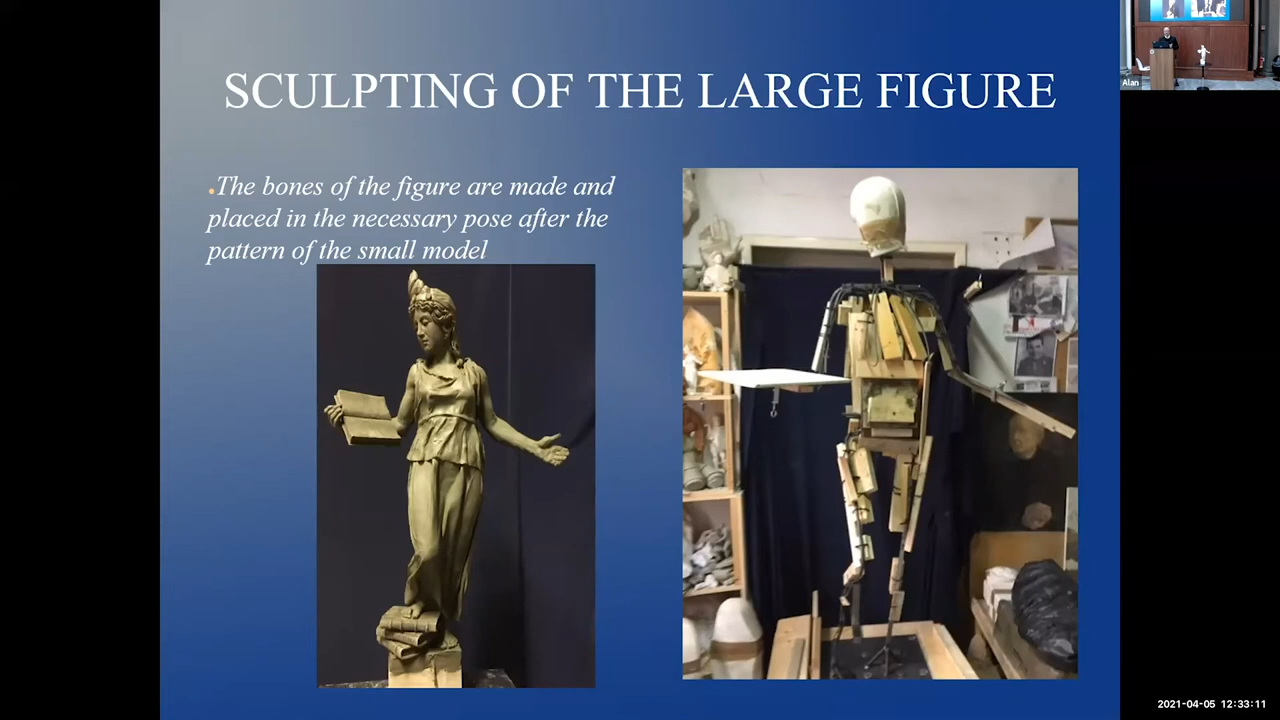 SCULPTING OF THE LARGE FIGURE
.The bones of the figure are made and
placed in the necessary pose after the
pattern of the small model
Alan
2021-04-05 12:33:11